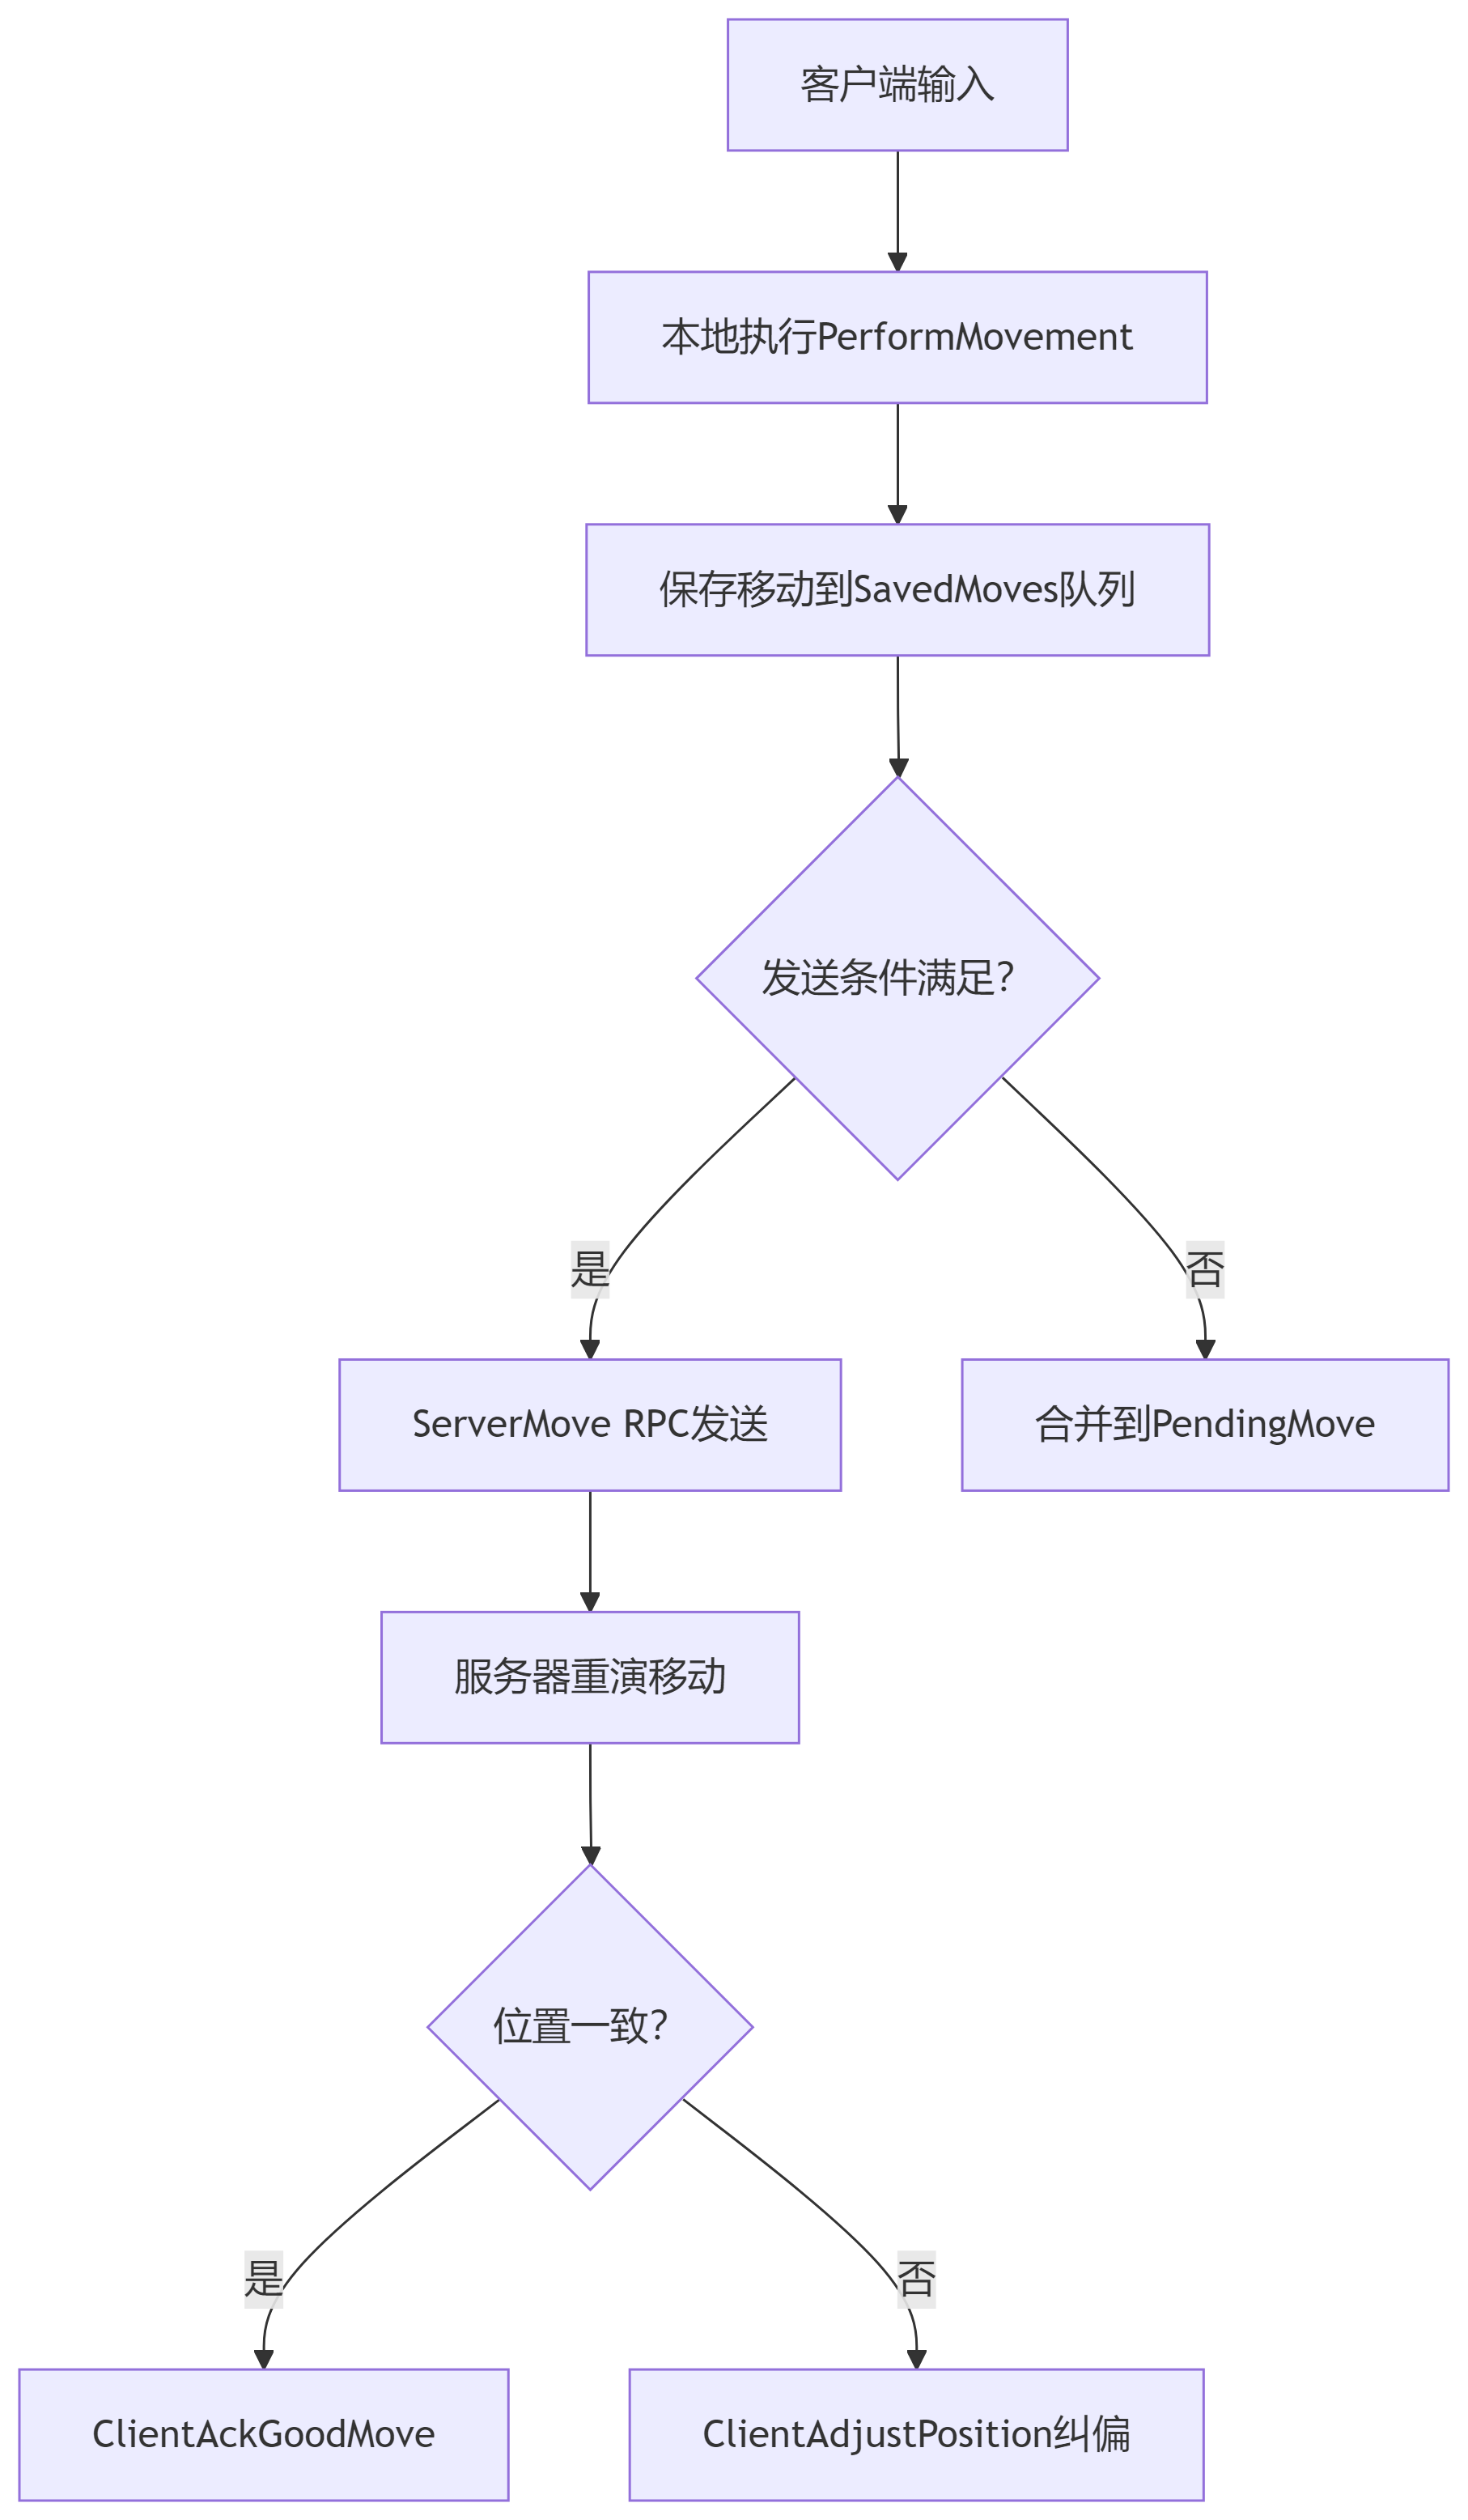 客户端输入
本地执行PerformMovement
保存移动到SavedMoves队列
发送条件满足?
是
否
ServerMove RPC发送
合并到PendingMove
服务器重演移动
位置一致?
是
否
ClientAckGoodMove
ClientAdjustPosition纠偏